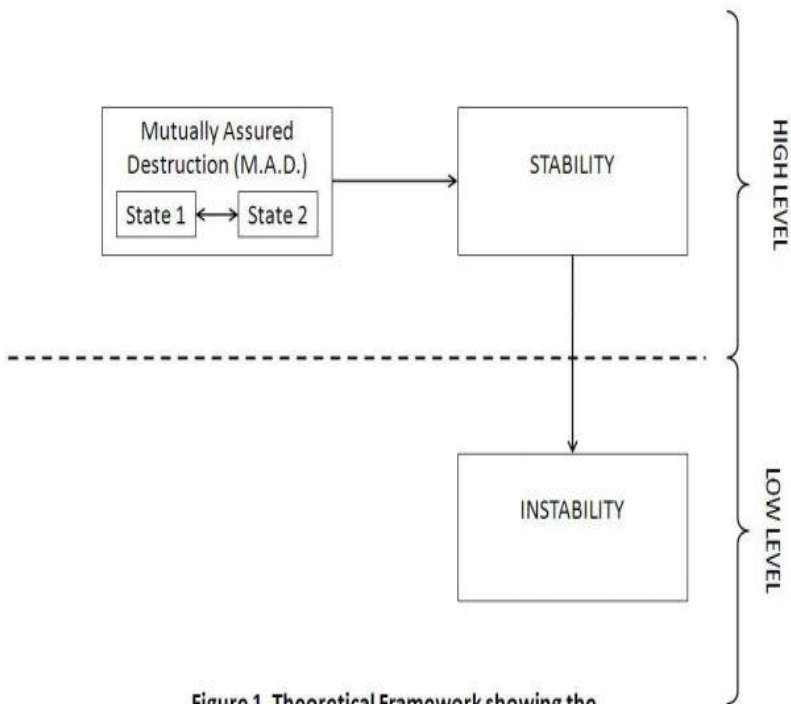 Mutually Assured
Destruction (M.A.D.)
State 1
State 2
STABILITY
HIGH LEVEL
INSTABILITY
LOW LEVEL
Figure 1. Theoretical Framework showing the